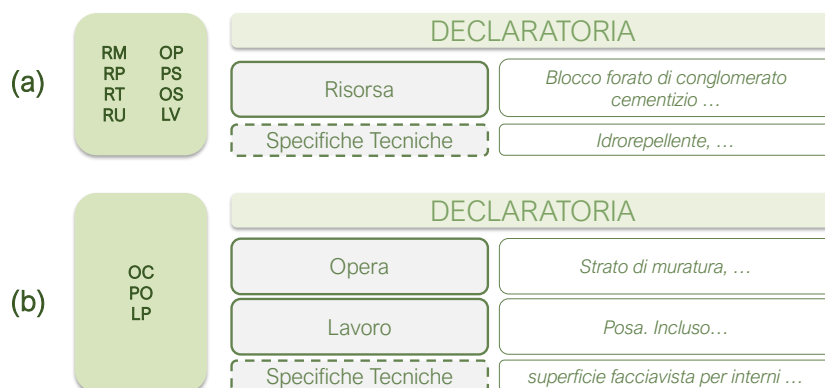 (a)
RM OP
RP PS
RT OS
RU LV
DECLARATORIA
Risorsa
Blocco forato di conglomerato
cementizio …
Specifiche Tecniche
Idrorepellente, …
(b)
OC
PO
LP
DECLARATORIA
Opera
Strato di muratura, …
Lavoro
Posa. Incluso…
Specifiche Tecniche
superficie facciavista per interni …